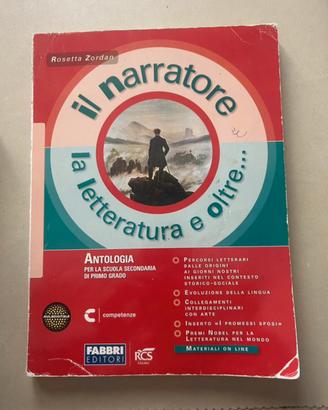 Rosetta Zordan
il narratore
la letteratura e oltre...
ANTOLOGIA
PER LA SCUOLA SECONDARIA
DI PRIMO GRADO
PERCORSI LETTERARI
DALLE ORIGINI
AI GIORNI NOSTRI
INSERITI NEL CONTESTO
STORICO-SOCIALE
EVOLUZIONE DELLA LINGUA
COLLEGAMENTI
INTERDISCIPLINARI
CON ARTE
INSERTO «I PROMESSI SPOSI»
PREMI NOBEL PER LA
LETTERATURA NEL MONDO
MATERIALI ON LINE
C competenze
FABBRI
EDITORI
RCS